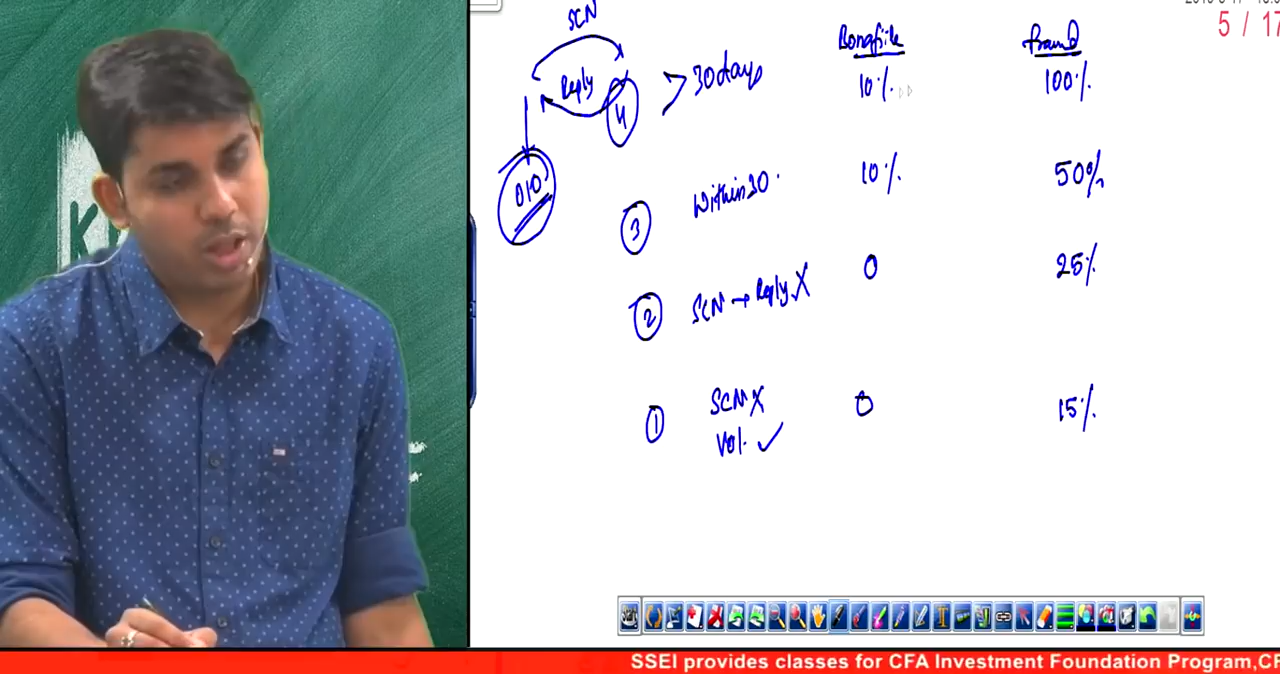 5 / 17
SCN
Reply
4
> 30 days
Bonafide
Fraud
10%
100%
010
3
Within 30
10%
50%
2
SCN → Reply X
0
25%
1
SCN X
Vol. ✓
0
15%
SSEI provides classes for CFA Investment Foundation Program,CF